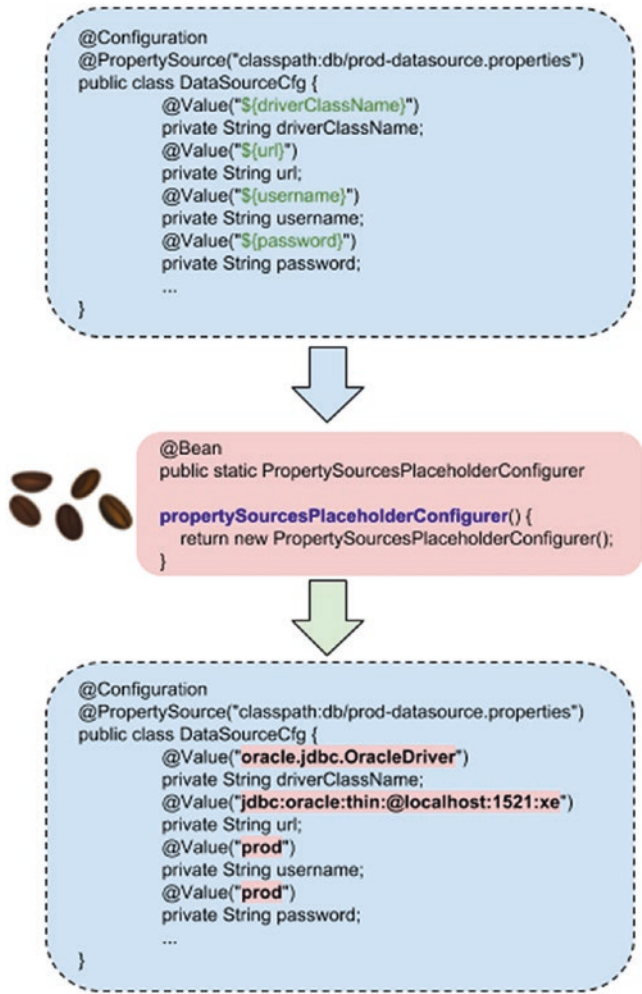 @Configuration
@PropertySource("classpath:db/prod-datasource.properties")
public class DataSourceCfg {
@Value("${driverClassName}")
private String driverClassName;
@Value("${url}")
private String url;
@Value("${username}")
private String username;
@Value("${password}")
private String password;
...
}
@Bean
public static PropertySourcesPlaceholderConfigurer
propertySourcesPlaceholderConfigurer() {
return new PropertySourcesPlaceholderConfigurer();
}
@Configuration
@PropertySource("classpath:db/prod-datasource.properties")
public class DataSourceCfg {
@Value("oracle.jdbc.OracleDriver")
private String driverClassName;
@Value("jdbc:oracle:thin:@localhost:1521:xe")
private String url;
@Value("prod")
private String username;
@Value("prod")
private String password;
...
}